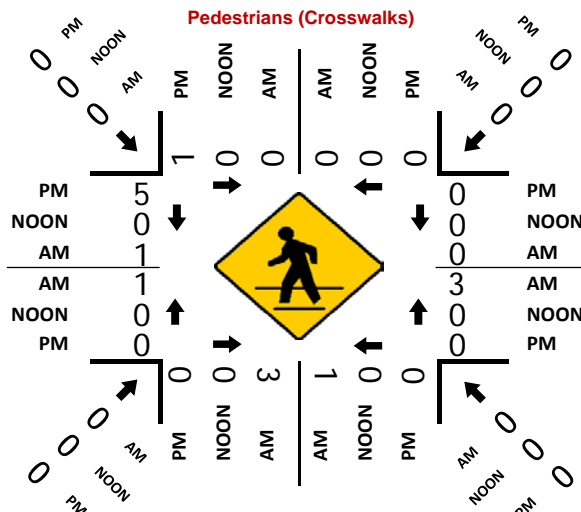 Pedestrians (Crosswalks)
PM NOON AM
0 0 0
PM NOON AM AM NOON PM
PM NOON AM
0 0 0
1 0 0 0 0 0
PM 5 0 PM
NOON 0 0 NOON
AM 1 0 AM
AM 1 3 AM
NOON 0 0 NOON
PM 0 0 PM
0 0 3 1 0 0
0 0 0
AM NOON PM
PM NOON AM AM NOON PM
0 0 0
AM NOON PM